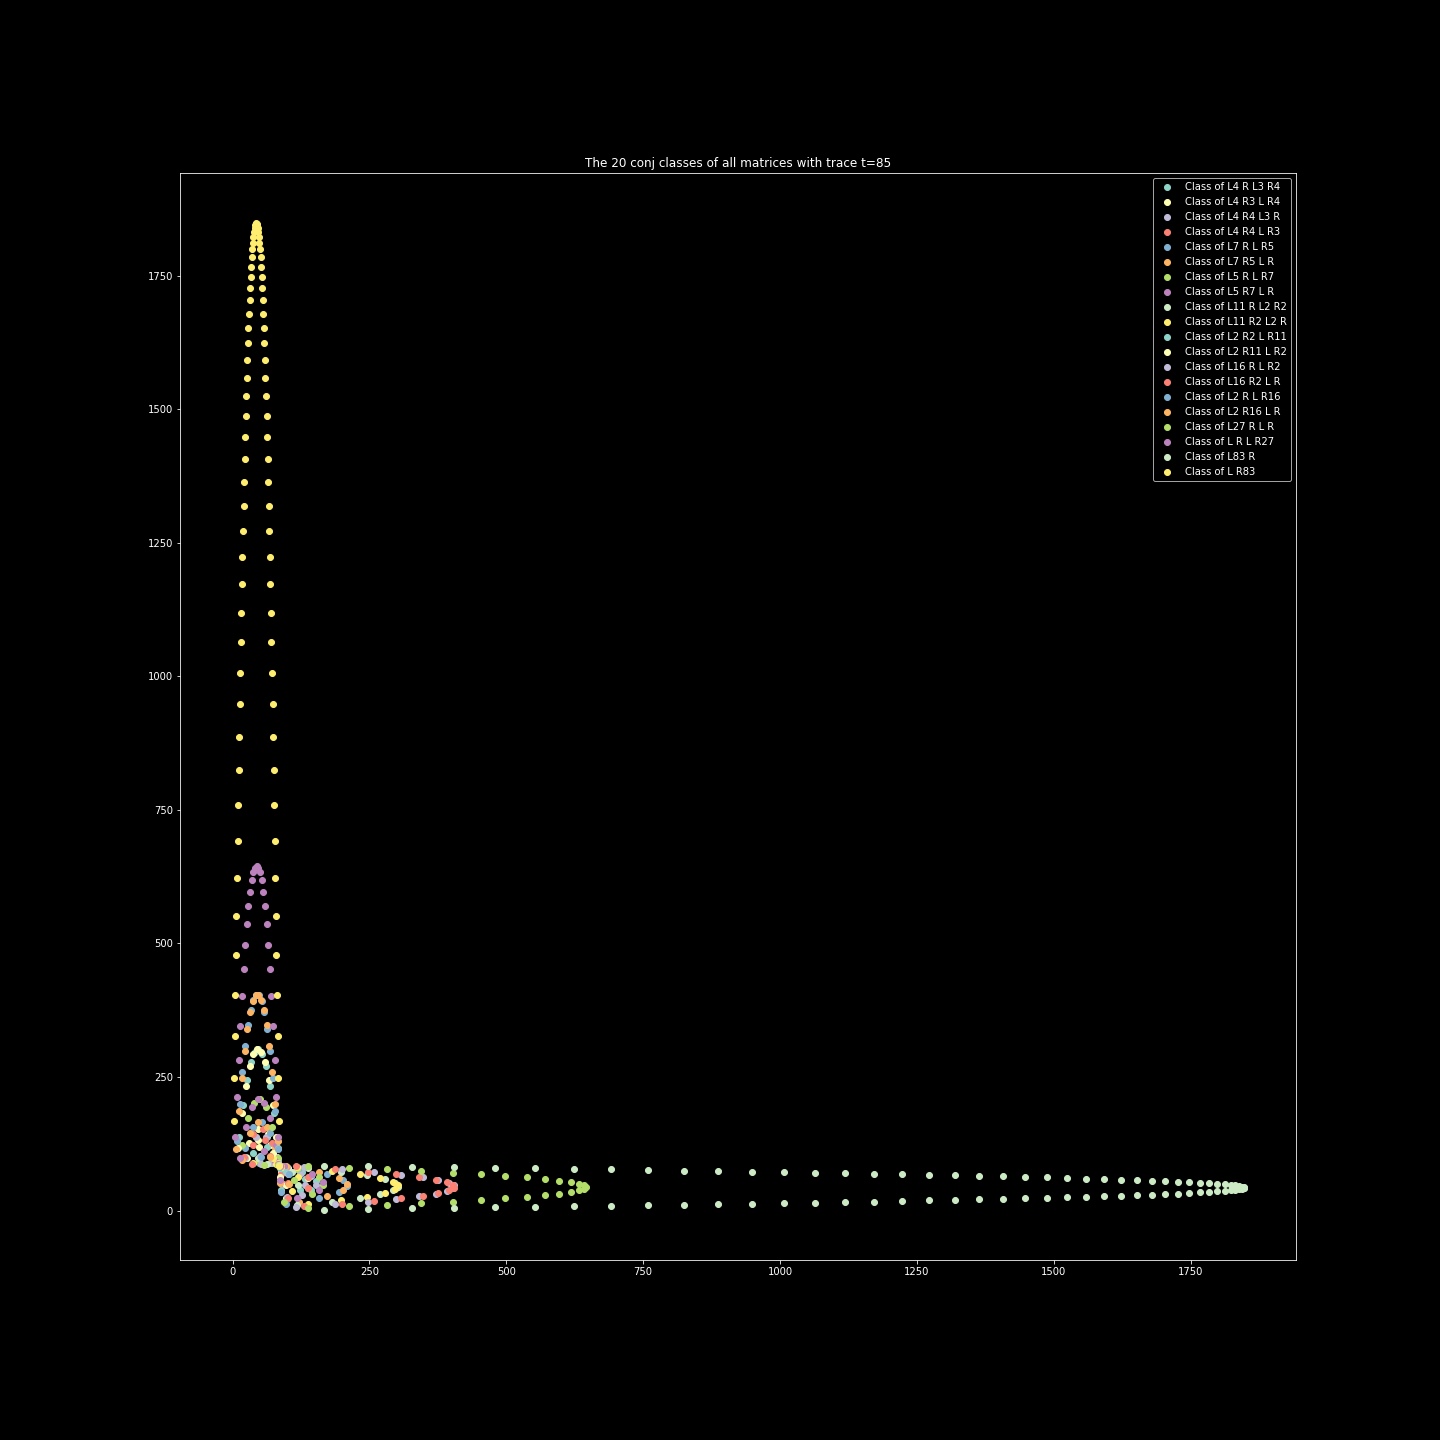 The 20 conj classes of all matrices with trace t=85
Class of L4 R L3 R4
Class of L4 R3 L R4
Class of L4 R4 L3 R
Class of L4 R4 L R3
Class of L7 R L R5
Class of L7 R5 L R
Class of L5 R L R7
Class of L5 R7 L R
Class of L11 R L2 R2
Class of L11 R2 L2 R
Class of L2 R2 L R11
Class of L2 R11 L R2
Class of L16 R L R2
Class of L16 R2 L R
Class of L2 R L R16
Class of L2 R16 L R
Class of L27 R L R
Class of L R L R27
Class of L83 R
Class of L R83
1750
1500
1250
1000
750
500
250
0
0 250 500 750 1000 1250 1500 1750